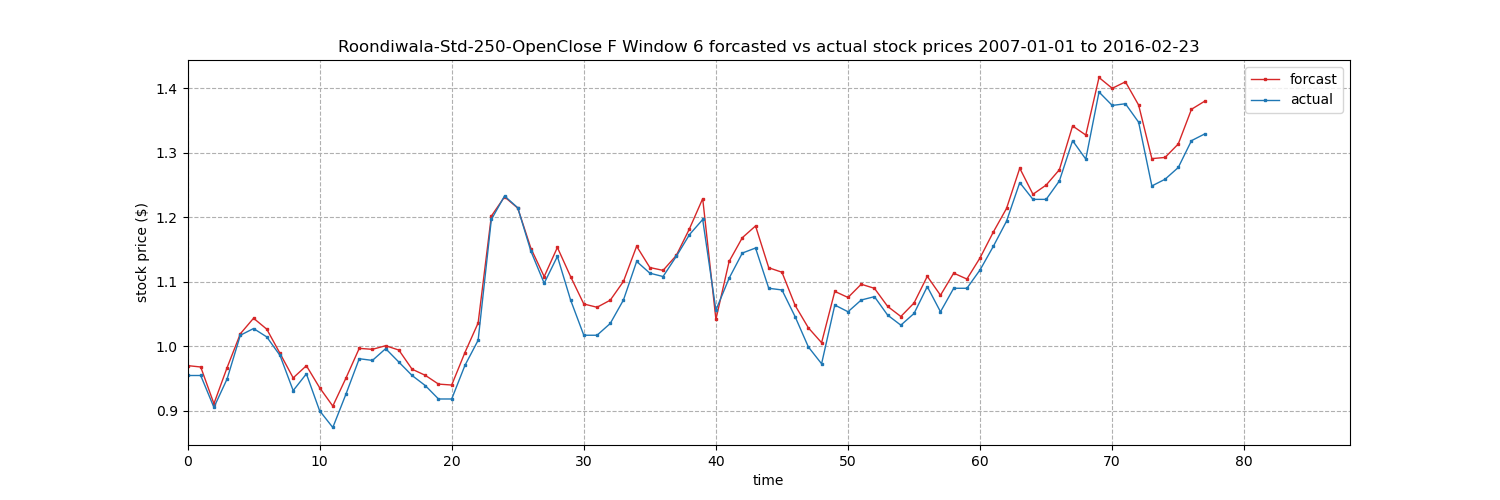 Roondiwala-Std-250-OpenClose F Window 6 forcasted vs actual stock prices 2007-01-01 to 2016-02-23
forcast
actual
stock price ($)
1.4
1.3
1.2
1.1
1.0
0.9
0 10 20 30 40 50 60 70 80
time